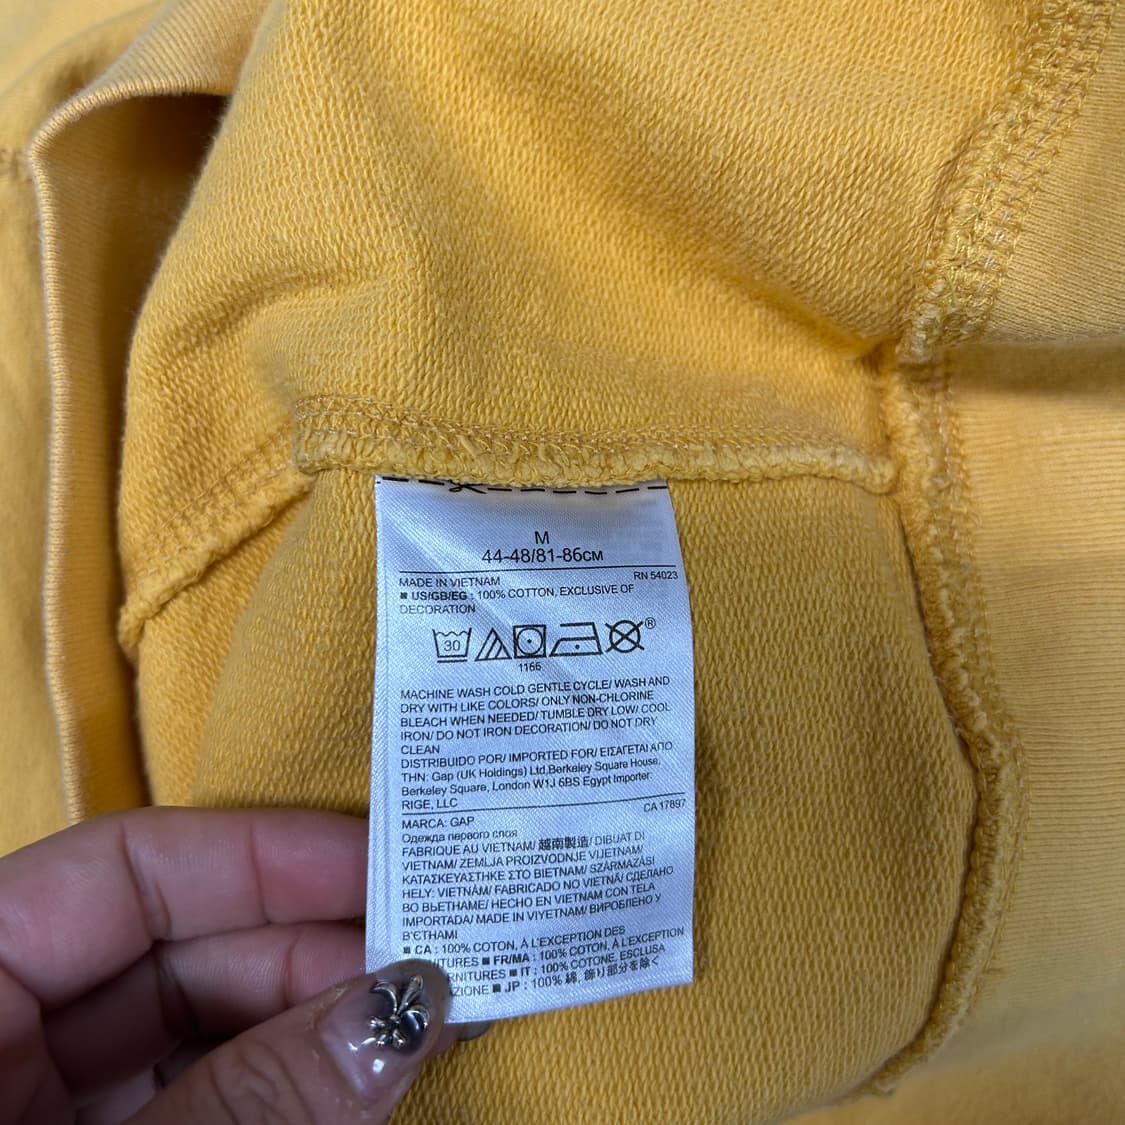 M
44-48/81-86CM
MADE IN VIETNAM RN 54023
■ US/GB/EG : 100% COTTON, EXCLUSIVE OF
DECORATION
30 ®
1166
MACHINE WASH COLD GENTLE CYCLE/ WASH AND
DRY WITH LIKE COLORS/ ONLY NON-CHLORINE
BLEACH WHEN NEEDED/ TUMBLE DRY LOW/ COOL
IRON/ DO NOT IRON DECORATION/ DO NOT DRY
CLEAN
DISTRIBUIDO POR/ IMPORTED FOR/ ΕΙΣΑΓΕΤΑΙ ΑΠΟ
ΤΗΝ: Gap (UK Holdings) Ltd,Berkeley Square House,
Berkeley Square, London W1J 6BS Egypt Importer:
RIGE, LLC
CA 17897
MARCA: GAP
Одежда первого слоя
FABRIQUE AU VIETNAM/ 越南製造/ DIBUAT DI
VIETNAM/ ZEMLJA PROIZVODNJE VIJETNAM/
ΚΑΤΑΣΚΕΥΑΣΤΗΚΕ ΣΤΟ ΒΙΕΤΝΑΜ/ SZÁRMAZÁSI
HELY: VIETNÁM/ FABRICADO NO VIETNÃ/ СДЕЛАНО
ВО ВЬЕТНАМЕ/ HECHO EN VIETNAM CON TELA
IMPORTADA/ MADE IN VIYETNAM/ ВИРОБЛЕНО У
В'ЄТНАМІ
■ CA : 100% COTON, À L'EXCEPTION DES
ITURES ■ FR/MA : 100% COTON, À L'EXCEPTION
RNITURES ■ IT : 100% COTONE, ESCLUSA
ZIONE ■ JP : 100% 綿, 飾り部分を除く